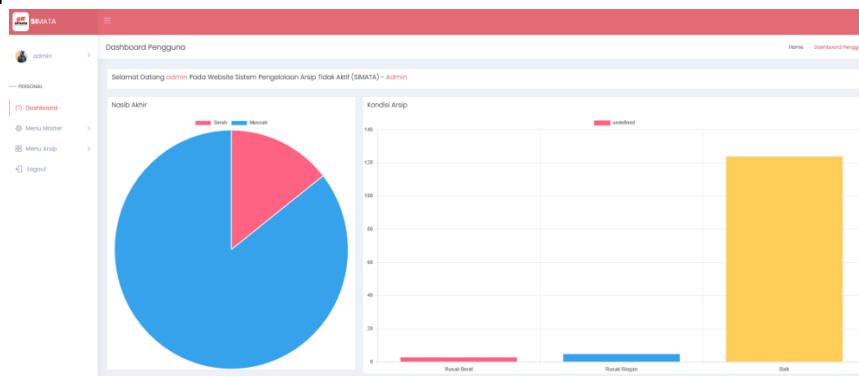 simata SIMATA
Dashboard Pengguna
Home
Dashboard Pengg
admin
Selamat Datang admin Pada Website Sistem Pengelolaan Arsip Tidak Aktif (SIMATA) - Admin
--- PERSONAL
Dashboard
Menu Master
Menu Arsip
Logout
Nasib Akhir
Serah Musnah
Kondisi Arsip
undefined
140
120
100
80
60
40
20
0
Rusak Berat Rusak Ringan Baik